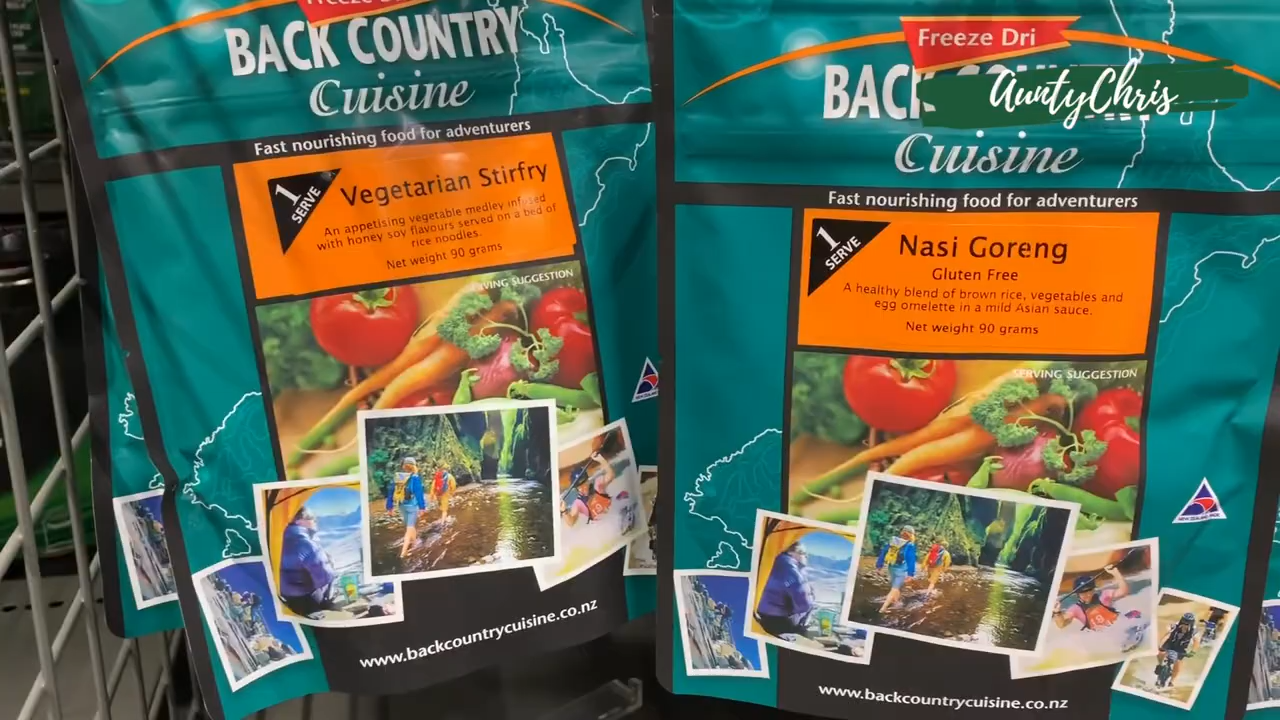 BACK COUNTRY
Cuisine
Fast nourishing food for adventurers
1
SERVE
Vegetarian Stirfry
An appetising vegetable medley infused
with honey soy flavours served on a bed of
rice noodles.
Net weight 90 grams
SERVING SUGGESTION
www.backcountrycuisine.co.nz
Freeze Dri
BACK
AuntyChris
Cuisine
Fast nourishing food for adventurers
1
SERVE
Nasi Goreng
Gluten Free
A healthy blend of brown rice, vegetables and
egg omelette in a mild Asian sauce.
Net weight 90 grams
SERVING SUGGESTION
www.backcountrycuisine.co.nz